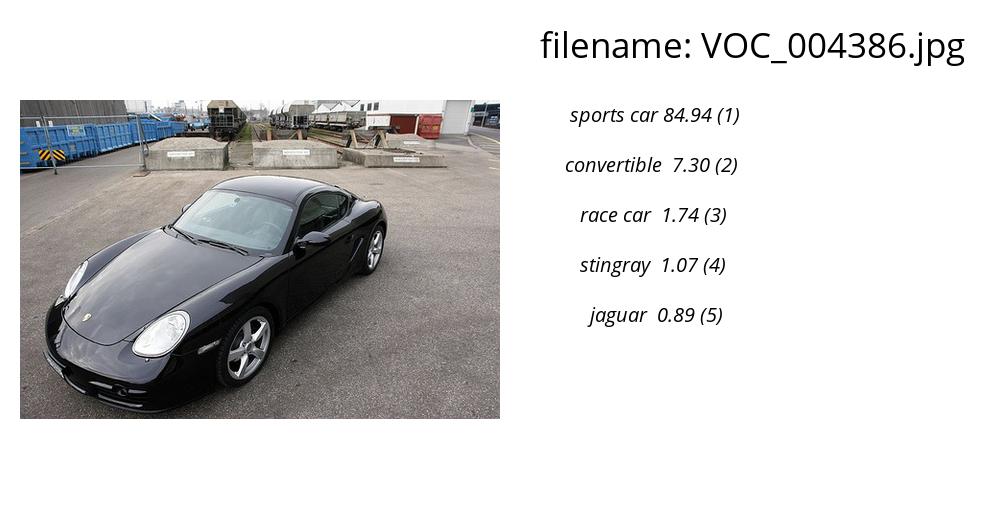 filename: VOC_004386.jpg
sports car 84.94 (1)
convertible 7.30 (2)
race car 1.74 (3)
stingray 1.07 (4)
jaguar 0.89 (5)